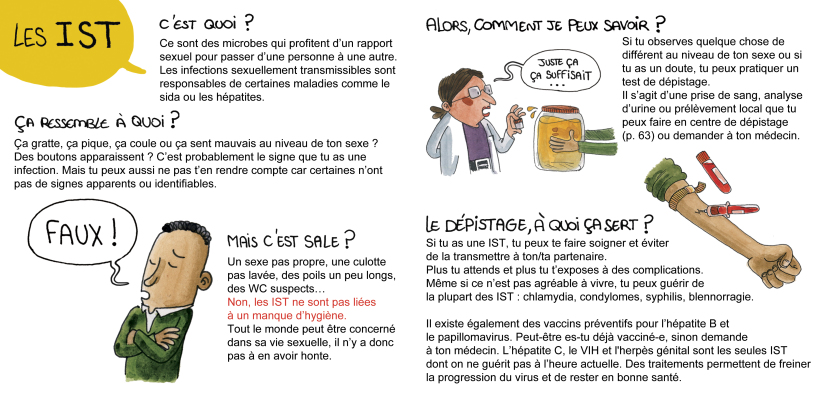 LES IST
C'EST QUOI ?
Ce sont des microbes qui profitent d'un rapport
sexuel pour passer d'une personne à une autre.
Les infections sexuellement transmissibles sont
responsables de certaines maladies comme le
sida ou les hépatites.
ÇA RESSEMBLE À QUOI ?
Ça gratte, ça pique, ça coule ou ça sent mauvais au niveau de ton sexe ?
Des boutons apparaissent ? C'est probablement le signe que tu as une
infection. Mais tu peux aussi ne pas t'en rendre compte car certaines n'ont
pas de signes apparents ou identifiables.
FAUX !
MAIS C'EST SALE ?
Un sexe pas propre, une culotte
pas lavée, des poils un peu longs,
des WC suspects…
Non, les IST ne sont pas liées
à un manque d'hygiène.
Tout le monde peut être concerné
dans sa vie sexuelle, il n'y a donc
pas à en avoir honte.
ALORS, COMMENT JE PEUX SAVOIR ?
JUSTE ÇA
ÇA SUFFISAIT
...
Si tu observes quelque chose de
différent au niveau de ton sexe ou si
tu as un doute, tu peux pratiquer un
test de dépistage.
Il s'agit d'une prise de sang, analyse
d'urine ou prélèvement local que tu
peux faire en centre de dépistage
(p. 63) ou demander à ton médecin.
LE DÉPISTAGE, À QUOI ÇA SERT ?
Si tu as une IST, tu peux te faire soigner et éviter
de la transmettre à ton/ta partenaire.
Plus tu attends et plus tu t'exposes à des complications.
Même si ce n'est pas agréable à vivre, tu peux guérir de
la plupart des IST : chlamydia, condylomes, syphilis, blennorragie.
Il existe également des vaccins préventifs pour l'hépatite B et
le papillomavirus. Peut-être es-tu déjà vacciné-e, sinon demande
à ton médecin. L'hépatite C, le VIH et l'herpès génital sont les seules IST
dont on ne guérit pas à l'heure actuelle. Des traitements permettent de freiner
la progression du virus et de rester en bonne santé.